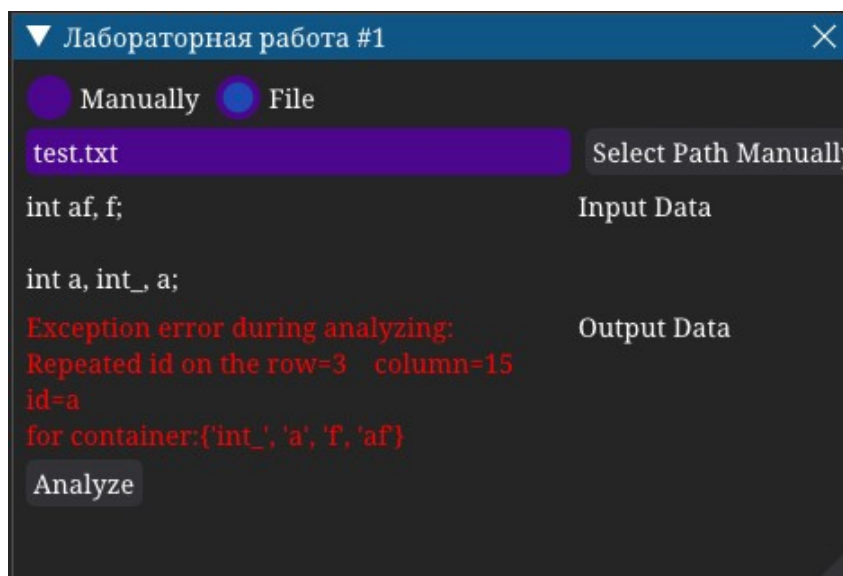 Лабораторная работа #1
Manually File
test.txt Select Path Manually
int af, f; Input Data
int a, int_, a;
Exception error during analyzing: Output Data
Repeated id on the row=3 column=15
id=a
for container:{'int_', 'a', 'f', 'af'}
Analyze